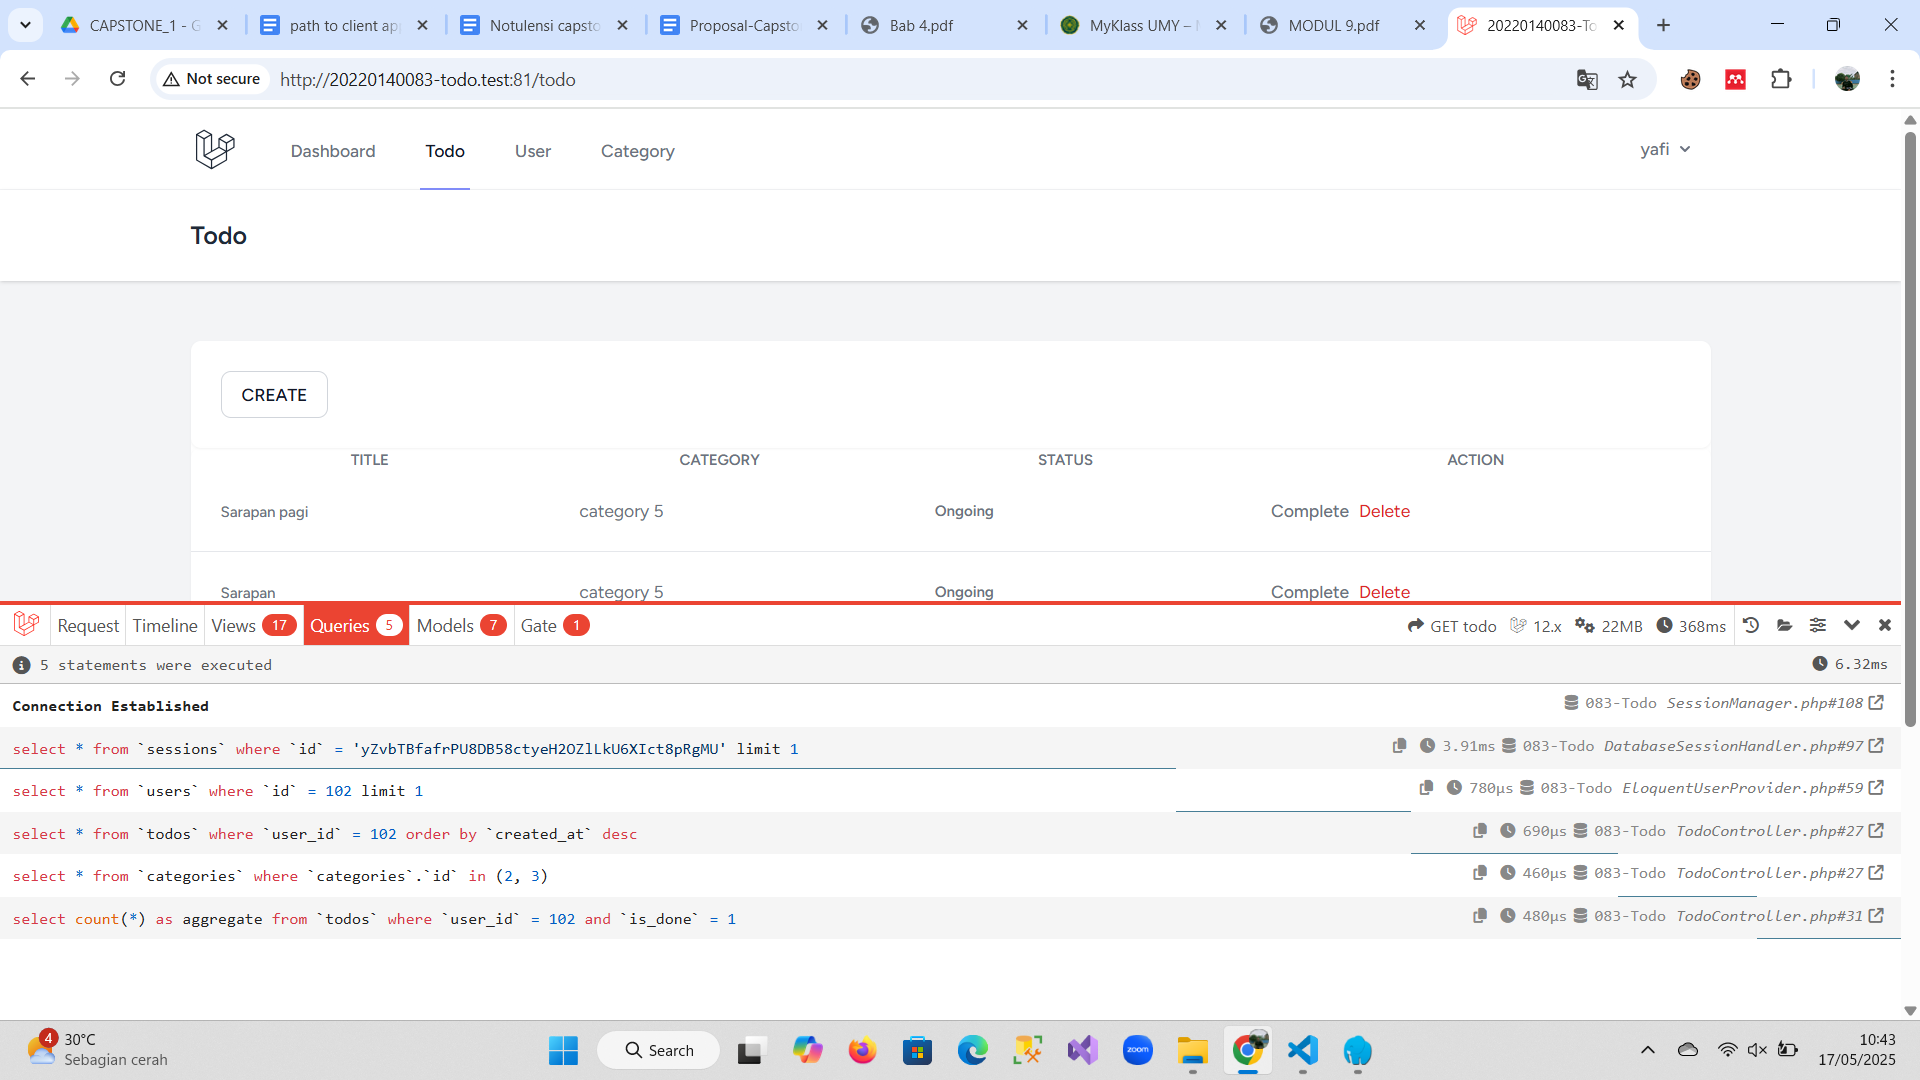 CAPSTONE_1 - G
path to client ap
Notulensi capsto
Proposal-Capsto
Bab 4.pdf
MyKlass UMY –
MODUL 9.pdf
20220140083-To
Not secure
http://20220140083-todo.test:81/todo
Dashboard
Todo
User
Category
yafi
Todo
CREATE
TITLE CATEGORY STATUS ACTION
Sarapan pagi category 5 Ongoing Complete Delete
Sarapan category 5 Ongoing Complete Delete
Request Timeline Views 17 Queries 5 Models 7 Gate 1 GET todo 12.x 22MB 368ms
5 statements were executed 6.32ms
Connection Established 083-Todo SessionManager.php#108
select * from `sessions` where `id` = 'yZvbTBfafrPU8DB58ctyeH2OZlLkU6XIct8pRgMU' limit 1 3.91ms 083-Todo DatabaseSessionHandler.php#97
select * from `users` where `id` = 102 limit 1 780μs 083-Todo EloquentUserProvider.php#59
select * from `todos` where `user_id` = 102 order by `created_at` desc 690μs 083-Todo TodoController.php#27
select * from `categories` where `categories`.`id` in (2, 3) 460μs 083-Todo TodoController.php#27
select count(*) as aggregate from `todos` where `user_id` = 102 and `is_done` = 1 480μs 083-Todo TodoController.php#31
4
30°C
Sebagian cerah
Search
zoom
10:43
17/05/2025